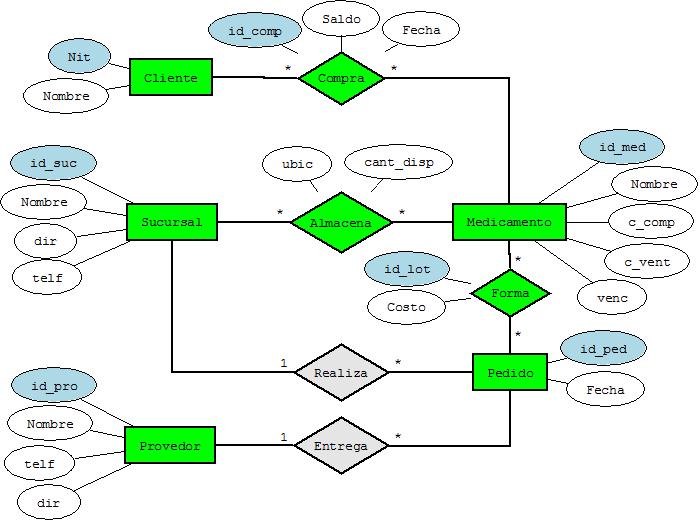 Saldo
id_comp
Fecha
Nit
Cliente
*
Compra
*
Nombre
id_med
id_suc
ubic
cant_disp
Nombre
Nombre
Sucursal
*
Almacena
*
Medicamento
c_comp
dir
c_vent
telf
id_lot
*
Forma
venc
Costo
*
id_ped
1
*
Realiza
Pedido
id_pro
Fecha
Nombre
1
*
Provedor
Entrega
telf
dir